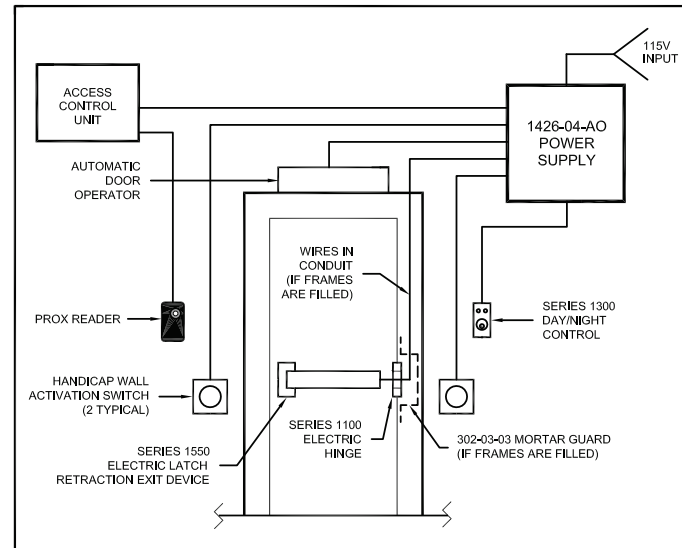 115V
INPUT
ACCESS
CONTROL
UNIT
1426-04-AO
POWER
SUPPLY
AUTOMATIC
DOOR
OPERATOR
WIRES IN
CONDUIT
(IF FRAMES
ARE FILLED)
PROX READER
SERIES 1300
DAY/NIGHT
CONTROL
HANDICAP WALL
ACTIVATION SWITCH
(2 TYPICAL)
SERIES 1550
ELECTRIC LATCH
RETRACTION EXIT DEVICE
SERIES 1100
ELECTRIC
HINGE
302-03-03 MORTAR GUARD
(IF FRAMES ARE FILLED)